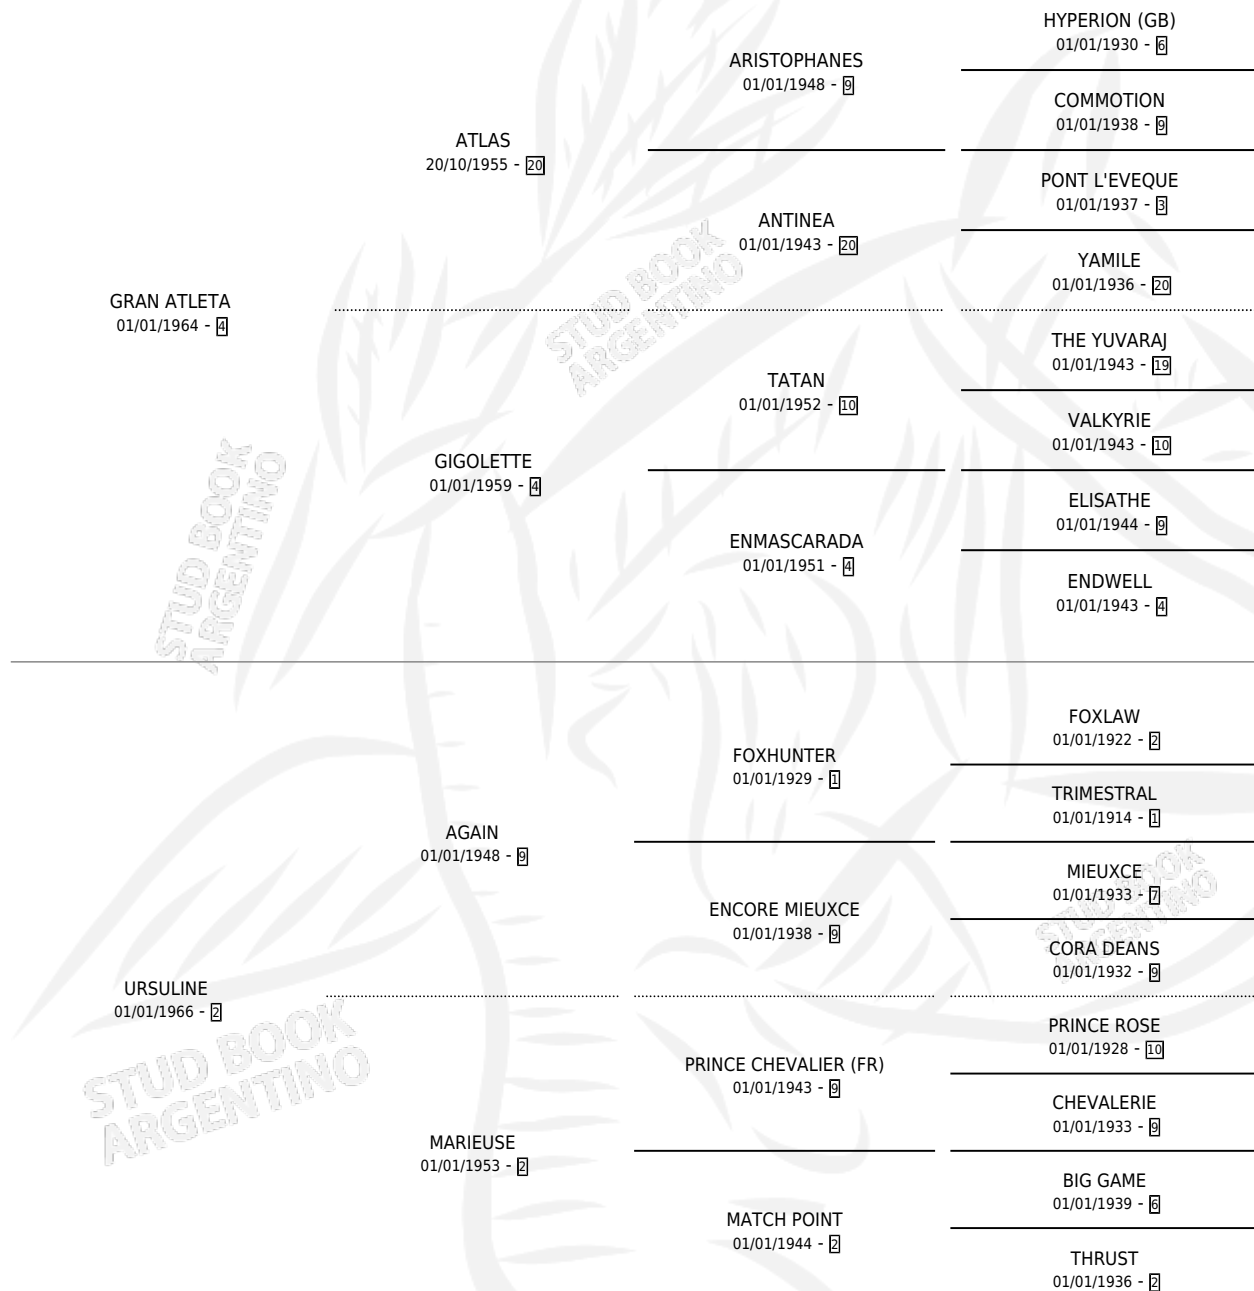 HYPERION (GB)
01/01/1930 - 6
ARISTOPHANES
01/01/1948 - 9
COMMOTION
01/01/1938 - 9
ATLAS
20/10/1955 - 20
PONT L'EVEQUE
01/01/1937 - 3
ANTINEA
01/01/1943 - 20
YAMILE
01/01/1936 - 20
GRAN ATLETA
01/01/1964 - 4
STUD BOOK
ARGENTINO
THE YUVARAJ
01/01/1943 - 19
TATAN
01/01/1952 - 10
VALKYRIE
01/01/1943 - 10
GIGOLETTE
01/01/1959 - 4
ELISATHE
01/01/1944 - 9
ENMASCARADA
01/01/1951 - 4
ENDWELL
01/01/1943 - 4
STUD BOOK
ARGENTINO
FOXLAW
01/01/1922 - 2
FOXHUNTER
01/01/1929 - 1
TRIMESTRAL
01/01/1914 - 1
AGAIN
01/01/1948 - 9
MIEUXCE
01/01/1933 - 7
ENCORE MIEUXCE
01/01/1938 - 9
STUD BOOK
ARGENTINO
CORA DEANS
01/01/1932 - 9
URSULINE
01/01/1966 - 2
PRINCE ROSE
01/01/1928 - 10
PRINCE CHEVALIER (FR)
01/01/1943 - 9
STUD BOOK
ARGENTINO
CHEVALERIE
01/01/1933 - 9
MARIEUSE
01/01/1953 - 2
BIG GAME
01/01/1939 - 6
MATCH POINT
01/01/1944 - 2
THRUST
01/01/1936 - 2